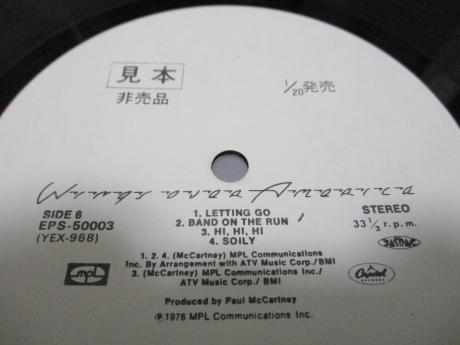 見本
非売品
1/20発売
Wings over America
SIDE 6
EPS-50003
(YEX-968)
1. LETTING GO
2. BAND ON THE RUN
3. HI, HI, HI
4. SOILY
STEREO
33 1/3 r.p.m.
JASRAC
1. 2. 4. (McCartney) MPL Communications
Inc. By Arrangement with ATV Music Corp./BMI
3. (McCartney) MPL Communications Inc./
ATV Music Corp./BMI
mpl
Capitol
Produced by Paul McCartney
Ⓟ1976 MPL Communications Inc.